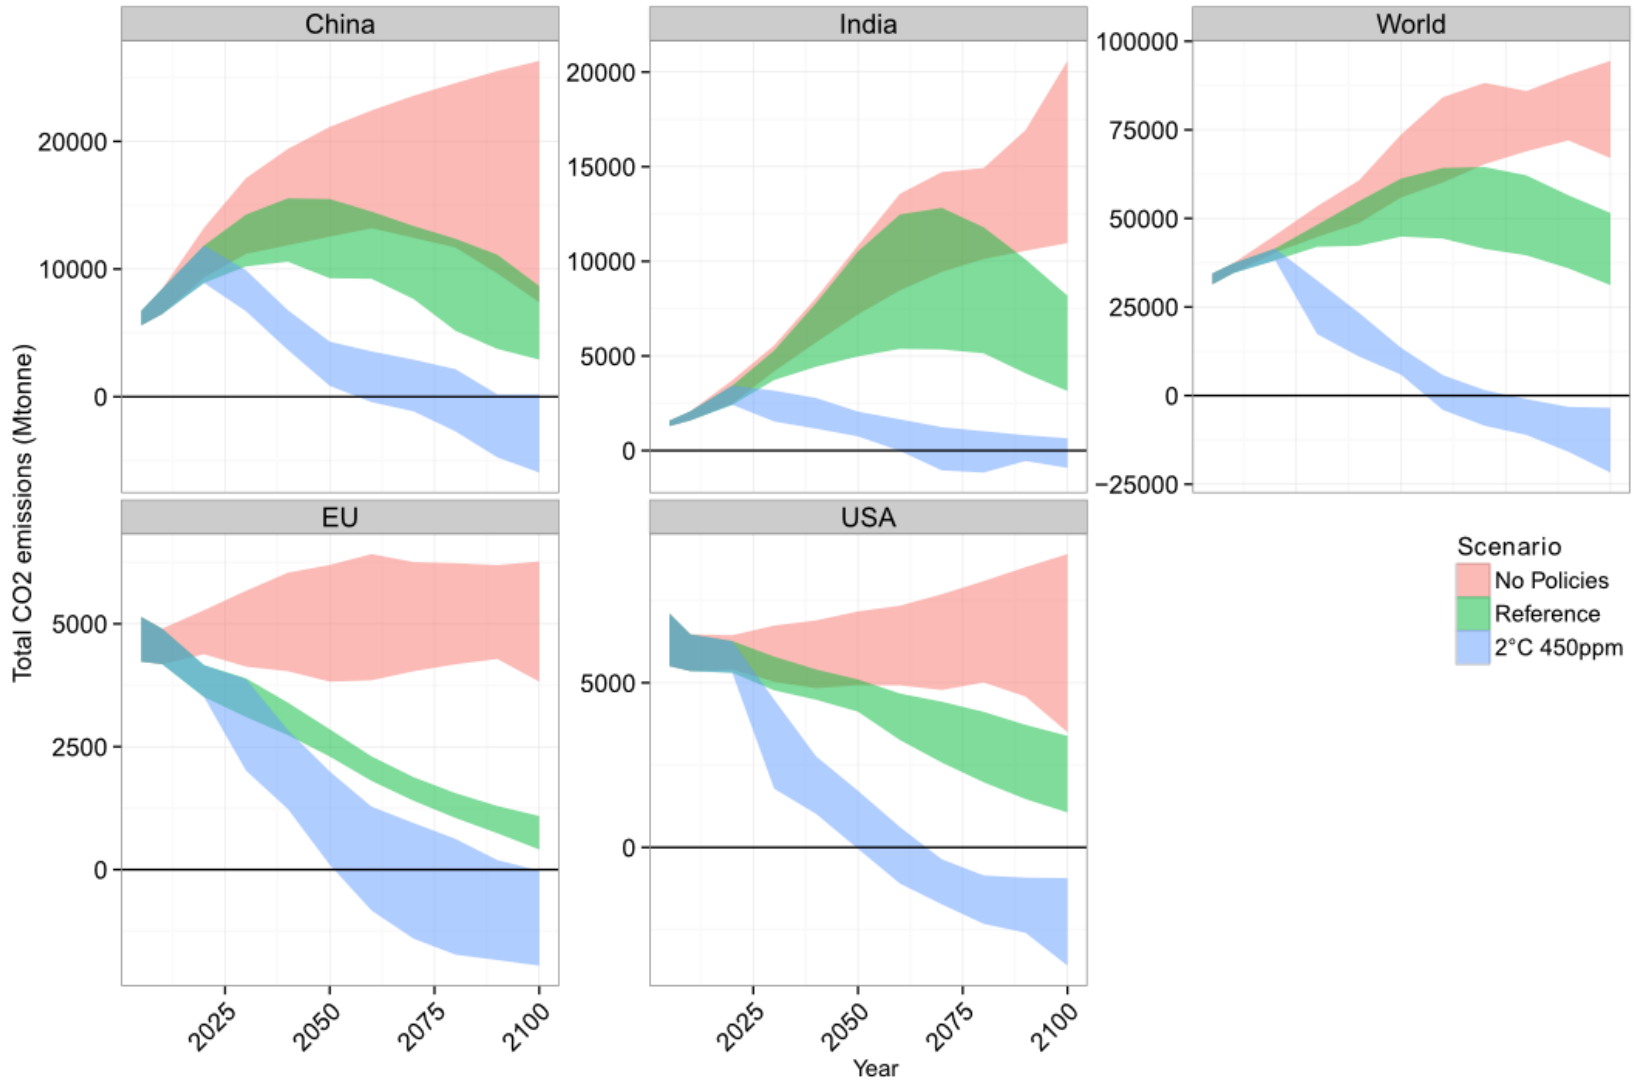 China
India
World
20000
10000
0
20000
15000
10000
5000
0
100000
75000
50000
25000
0
−25000
Total CO2 emissions (Mtonne)
EU
USA
5000
2500
0
5000
0
Scenario
No Policies
Reference
2°C 450ppm
2025 2050 2075 2100
2025 2050 2075 2100
Year